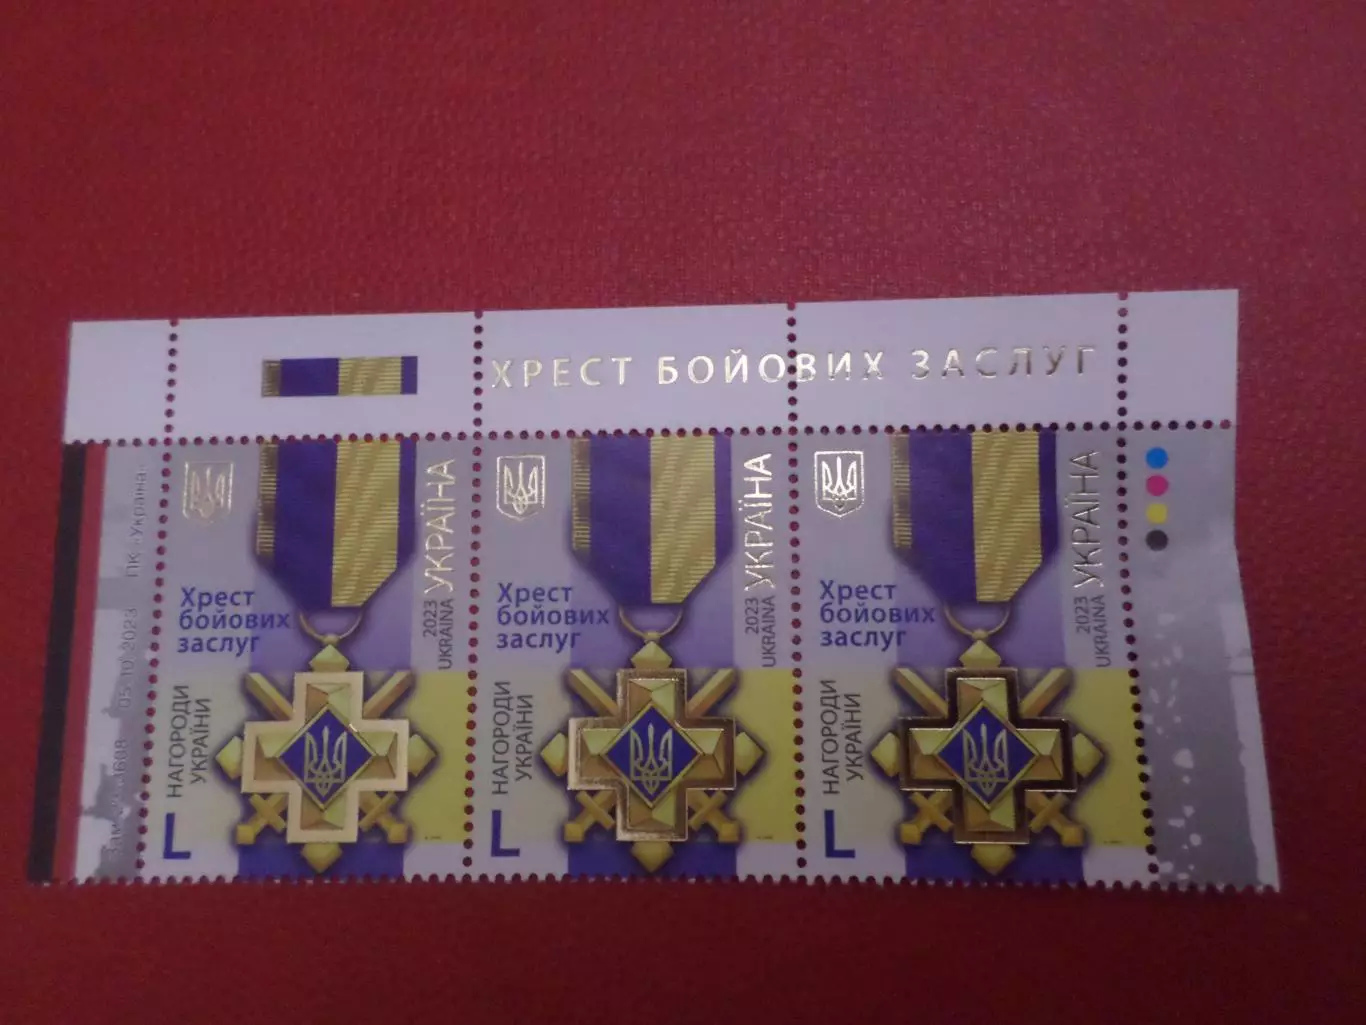 ХРЕСТ БОЙОВИХ ЗАСЛУГ
05.10.2023 ПК «Україна»
Хрест
бойових
заслуг
УКРАЇНА
2023
UKRAINA
НАГОРОДИ
УКРАЇНИ
L
Хрест
бойових
заслуг
УКРАЇНА
2023
UKRAINA
НАГОРОДИ
УКРАЇНИ
L
Хрест
бойових
заслуг
УКРАЇНА
2023
UKRAINA
НАГОРОДИ
УКРАЇНИ
L